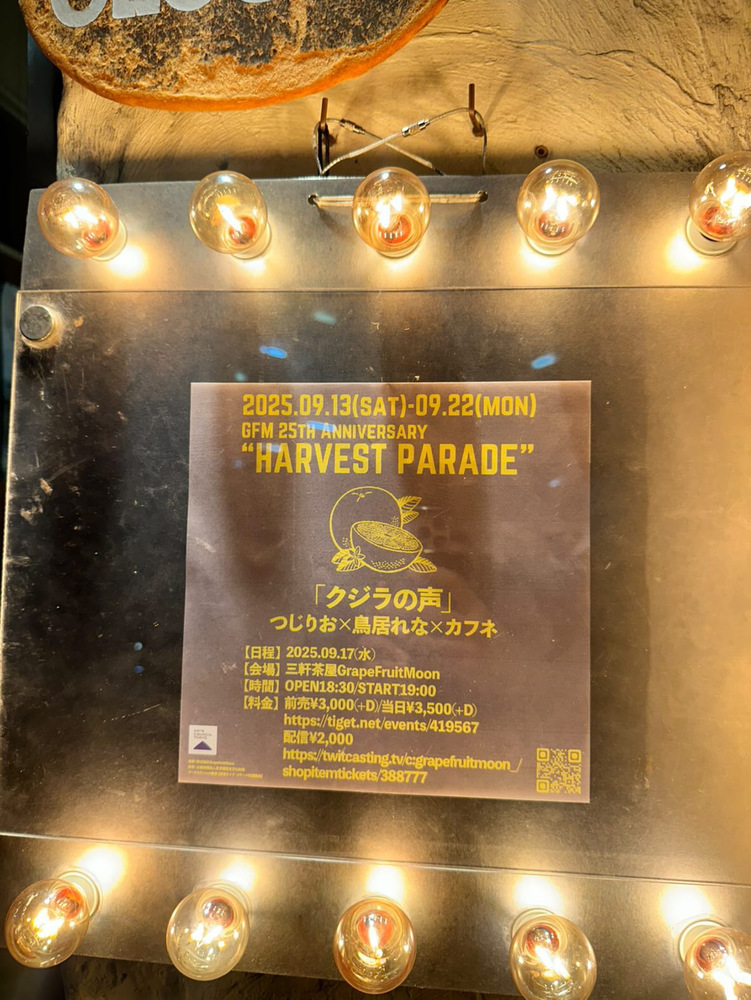 2025.09.13(SAT)-09.22(MON)
GFM 25TH ANNIVERSARY
“HARVEST PARADE”
「クジラの声」
つじりお×鳥居れな×カフネ
【日程】2025.09.17(水)
【会場】三軒茶屋GrapeFruitMoon
【時間】OPEN18:30/START19:00
【料金】前売¥3,000(+D)/当日¥3,500(+D)
https://tiget.net/events/419567
配信¥2,000
https://twitcasting.tv/c:grapefruitmoon_/
shopitemtickets/388777